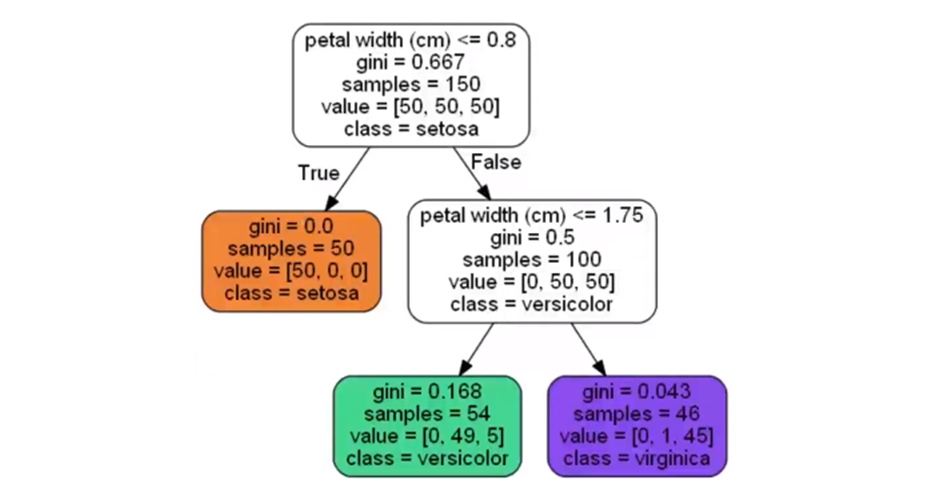 petal width (cm) <= 0.8
gini = 0.667
samples = 150
value = [50, 50, 50]
class = setosa
True
False
gini = 0.0
samples = 50
value = [50, 0, 0]
class = setosa
petal width (cm) <= 1.75
gini = 0.5
samples = 100
value = [0, 50, 50]
class = versicolor
gini = 0.168
samples = 54
value = [0, 49, 5]
class = versicolor
gini = 0.043
samples = 46
value = [0, 1, 45]
class = virginica